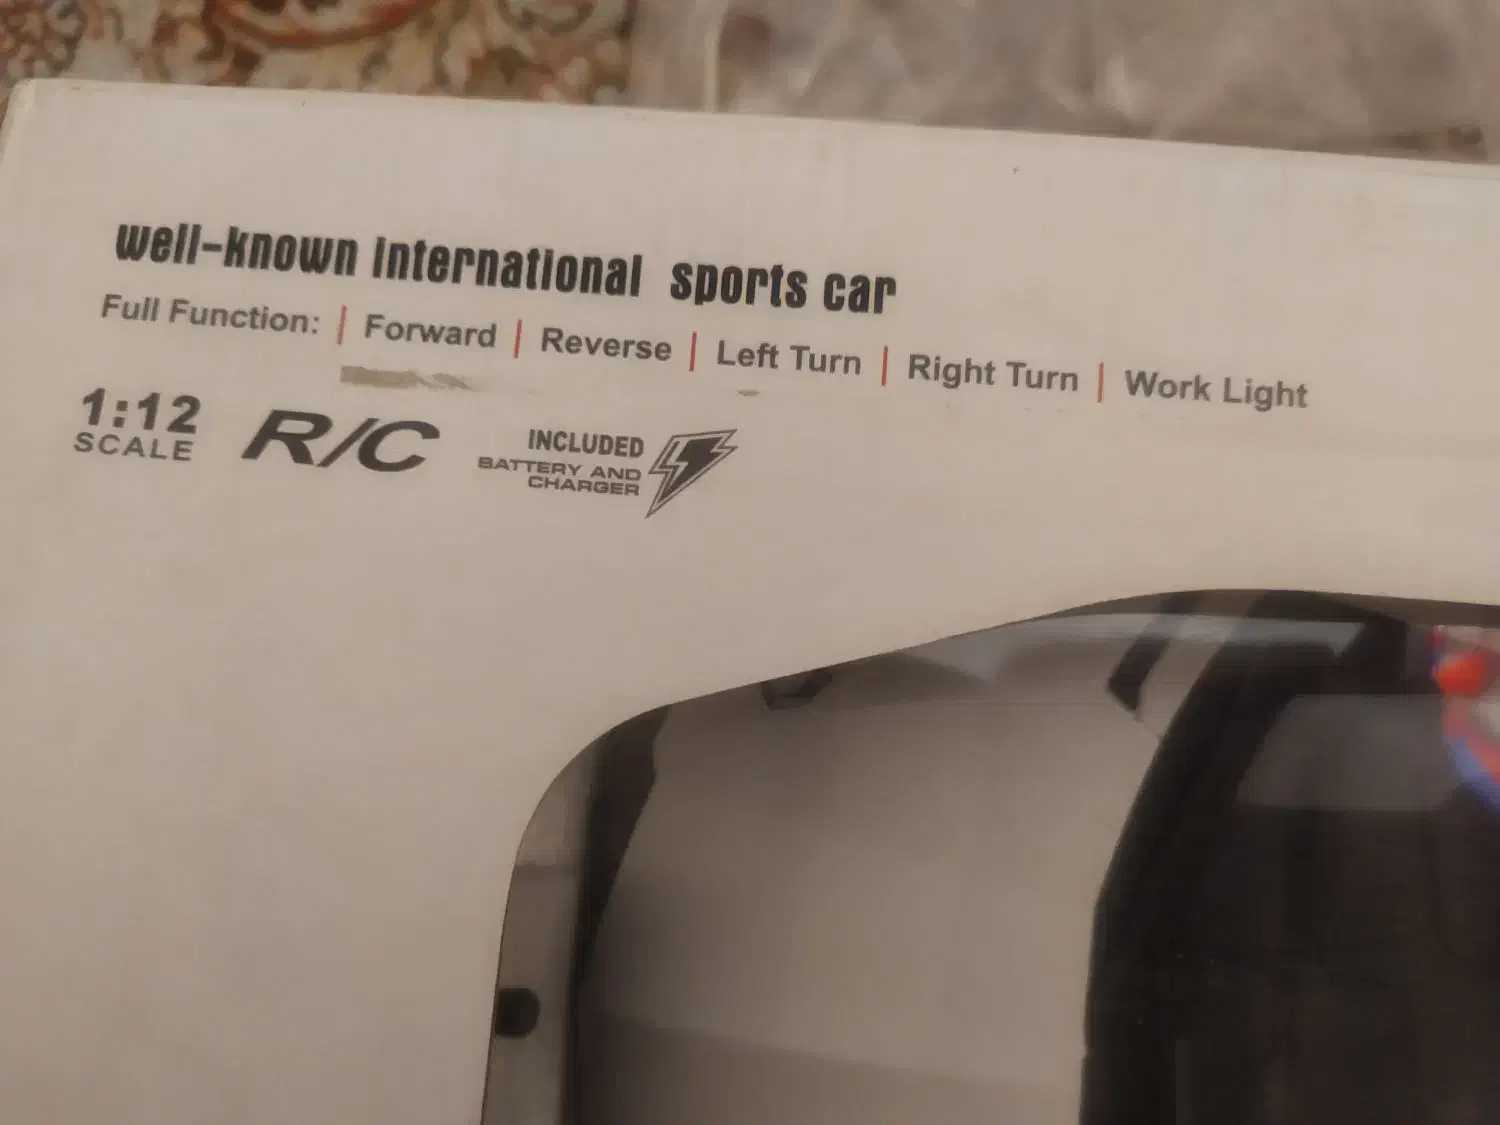 well-known international sports car
Full Function: | Forward | Reverse | Left Turn | Right Turn | Work Light
1:12
SCALE
R/C
INCLUDED
BATTERY AND
CHARGER